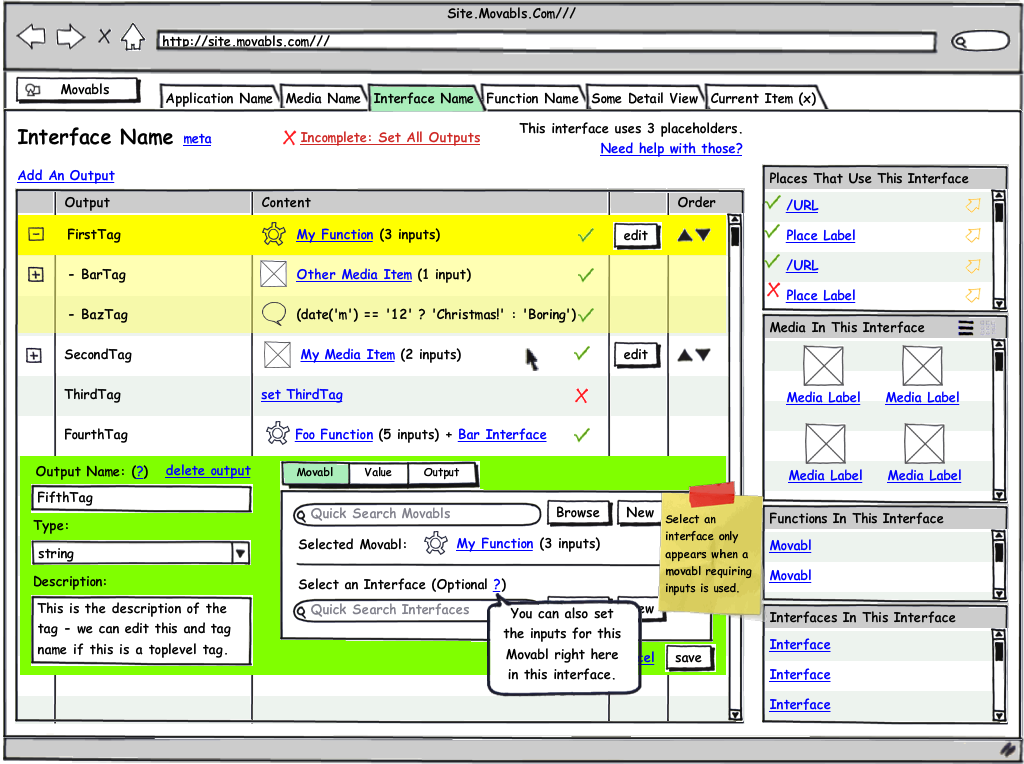 Site.Movabls.Com///
http://site.movabls.com///
Movabls
Application Name
Media Name
Interface Name
Function Name
Some Detail View
Current Item (x)
Interface Name meta
Incomplete: Set All Outputs
This interface uses 3 placeholders.
Need help with those?
Add An Output
Output Content Order
FirstTag My Function (3 inputs) edit
- BarTag Other Media Item (1 input)
- BazTag (date('m') == '12' ? 'Christmas!' : 'Boring')
SecondTag My Media Item (2 inputs) edit
ThirdTag set ThirdTag
FourthTag Foo Function (5 inputs) + Bar Interface
Output Name: (?) delete output
FifthTag
Type:
string
Description:
This is the description of the
tag - we can edit this and tag
name if this is a toplevel tag.
Movabl Value Output
Quick Search Movabls Browse New
Selected Movabl: My Function (3 inputs)
Select an Interface (Optional ?)
Quick Search Interfaces
You can also set
the inputs for this
Movabl right here
in this interface.
save
Select an
interface only
appears when a
movabl requiring
inputs is used.
Places That Use This Interface
/URL
Place Label
/URL
Place Label
Media In This Interface
Media Label Media Label
Media Label Media Label
Functions In This Interface
Movabl
Movabl
Interfaces In This Interface
Interface
Interface
Interface